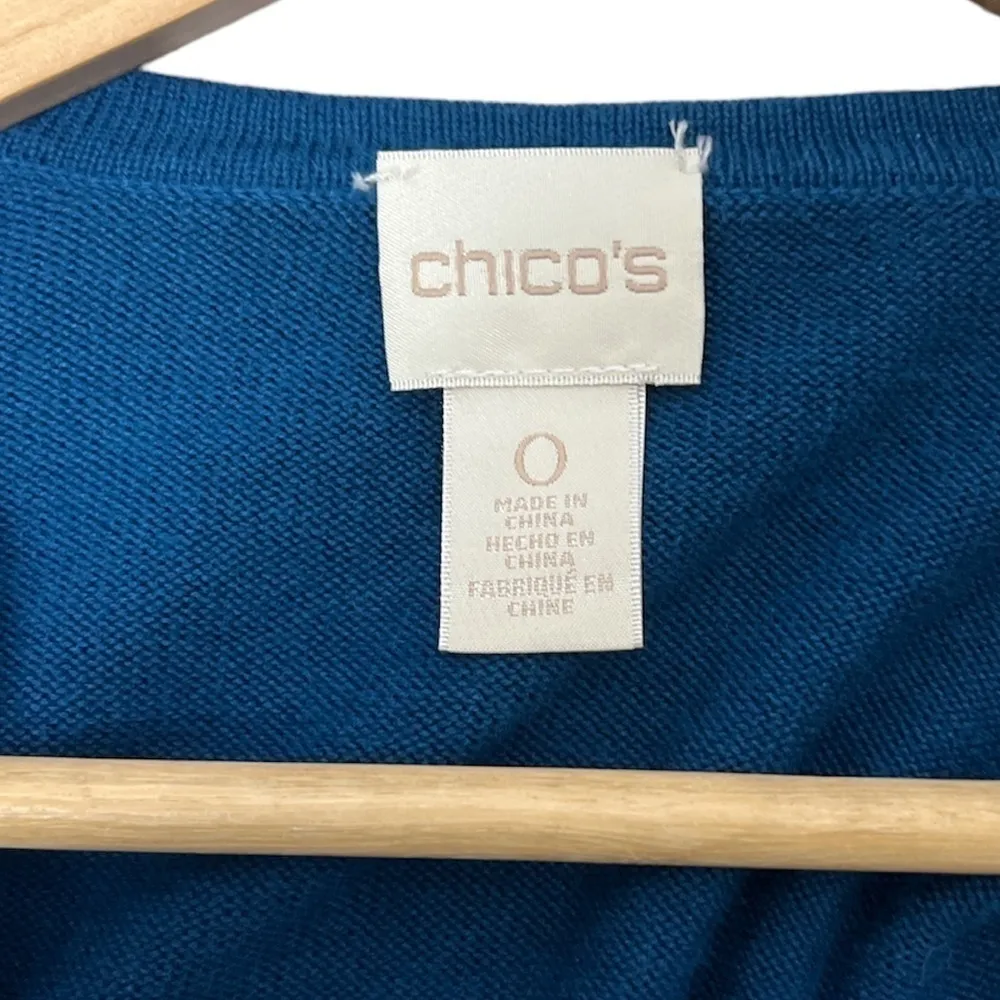 chico's
0
MADE IN
CHINA
HECHO EN
CHINA
FABRIQUÉ EN
CHINE